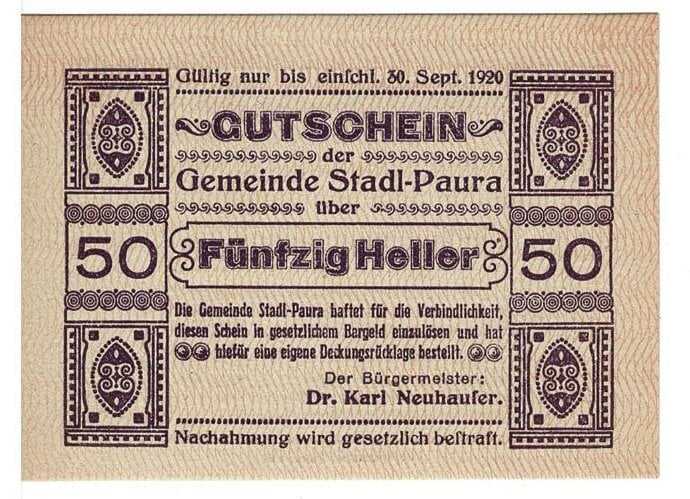 Gültig nur bis einſchl. 30. Sept. 1920
GUTSCHEIN
der
Gemeinde Stadl-Paura
über
50 Fünfzig Heller 50
Die Gemeinde Stadl-Paura haftet für die Verbindlichkeit,
diesen Schein in gesetzlichem Bargeld einzulösen und hat
hiefür eine eigene Deckungsrücklage bestellt.
Der Bürgermeister:
Dr. Karl Neuhauſer.
Nachahmung wird geſetzlich beſtraft.